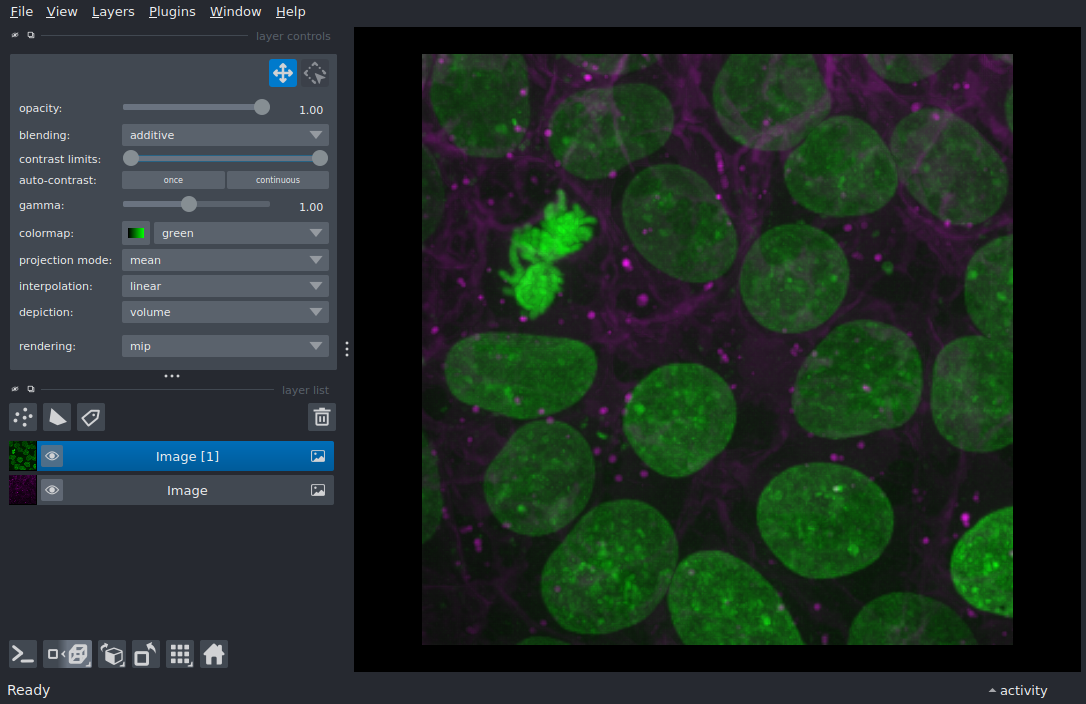 File View Layers Plugins Window Help
layer controls
opacity: 1.00
blending: additive
contrast limits:
auto-contrast: once continuous
gamma: 1.00
colormap: green
projection mode: mean
interpolation: linear
depiction: volume
rendering: mip
layer list
Image [1]
Image
Ready activity